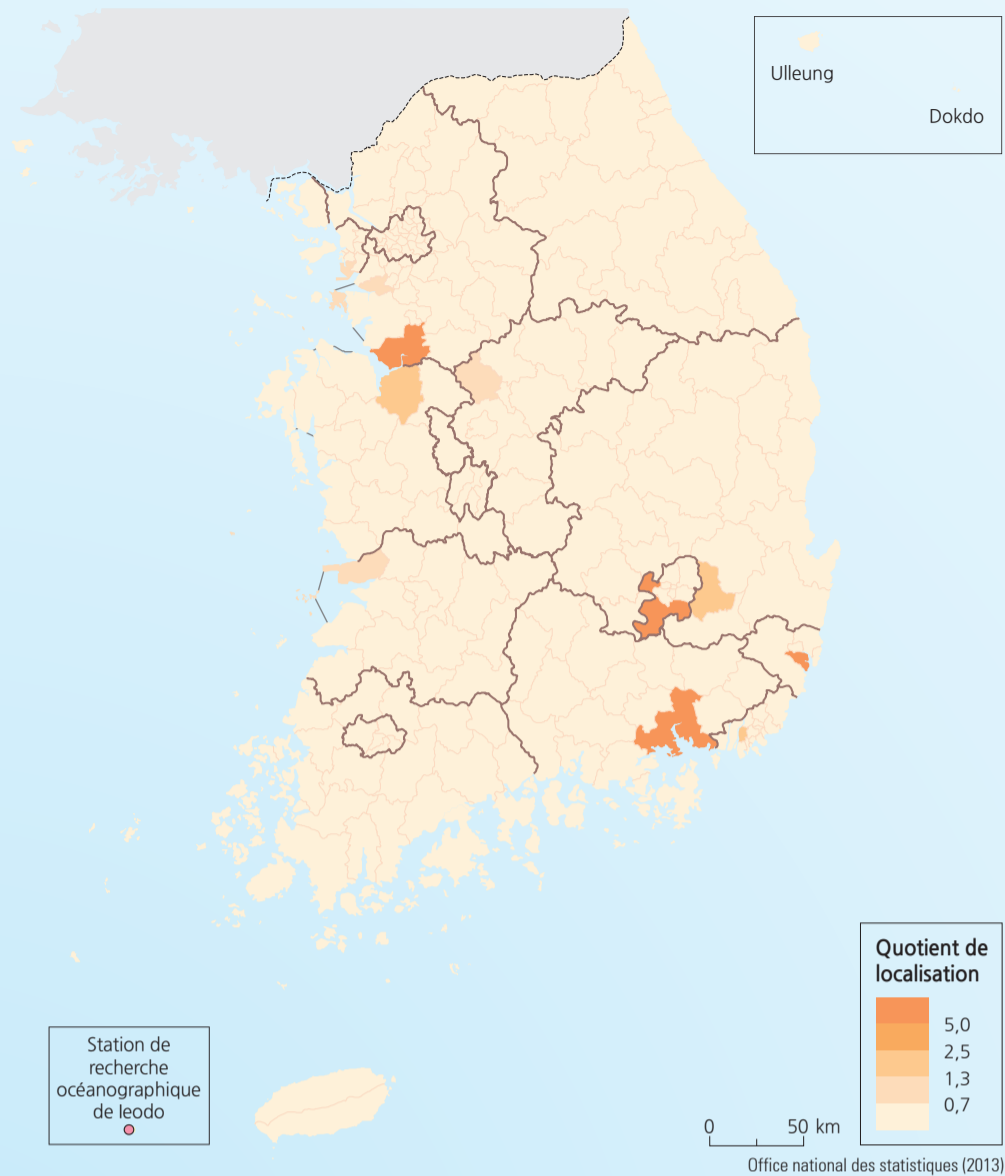 Ulleung
Dokdo
Quotient de
localisation
5,0
2,5
1,3
0,7
Station de
recherche
océanographique
de Ieodo
0 50 km
Office national des statistiques (2013)